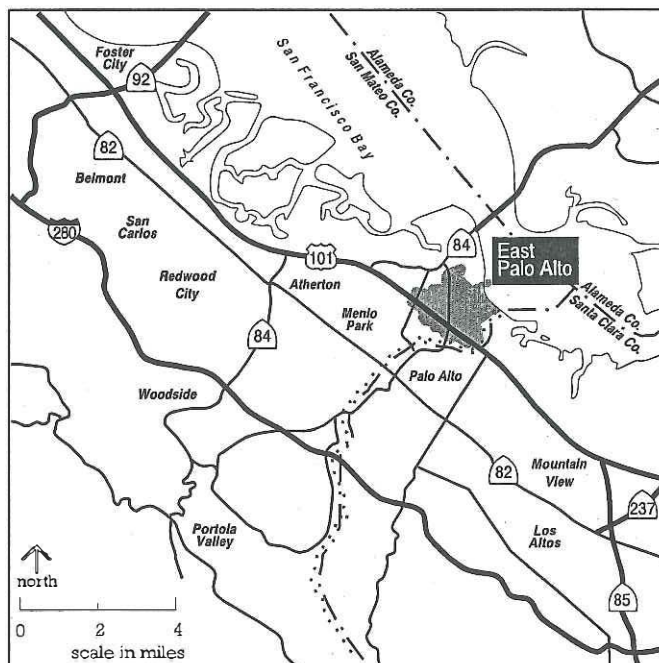 Foster
City
92
San Francisco Bay
Alameda Co.
San Mateo Co.
82
Belmont
San
Carlos
280
Redwood
City
101
Atherton
84
East
Palo Alto
Menlo
Park
84
Alameda Co.
Santa Clara Co.
Woodside
Palo Alto
82
Mountain
View
237
Portola
Valley
Los
Altos
85
north
0 2 4
scale in miles